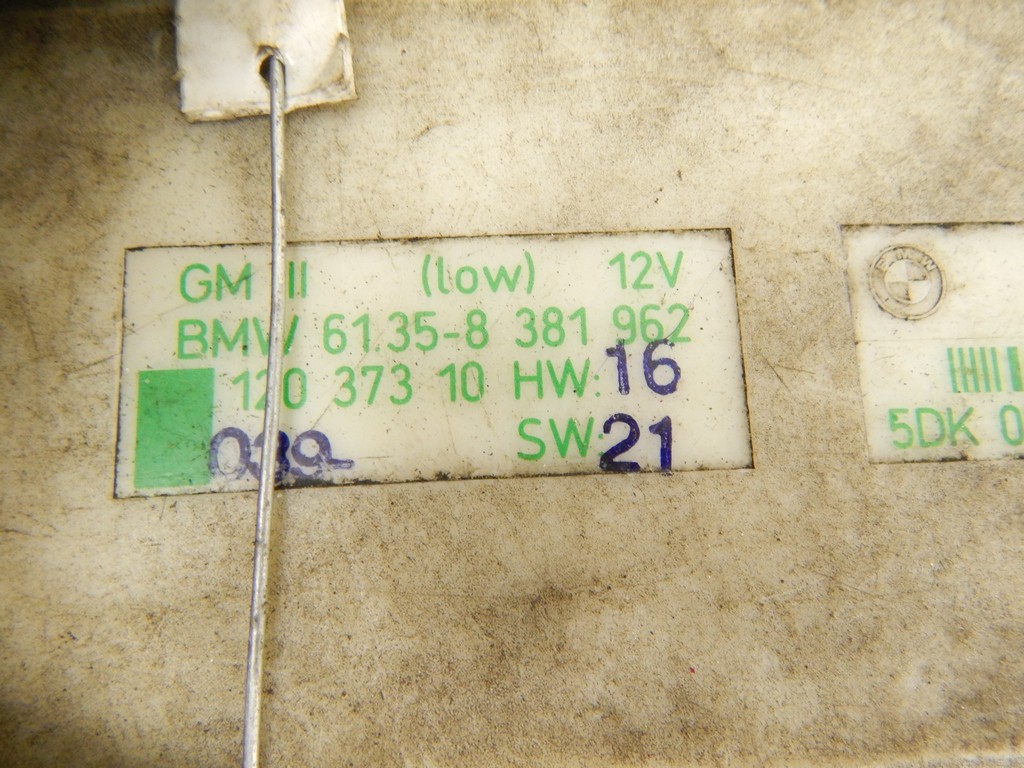 GM III (low) 12V
BMW 61.35-8 381 962
120 373 10 HW: 16
039 SW: 21
BMW
5DK 0